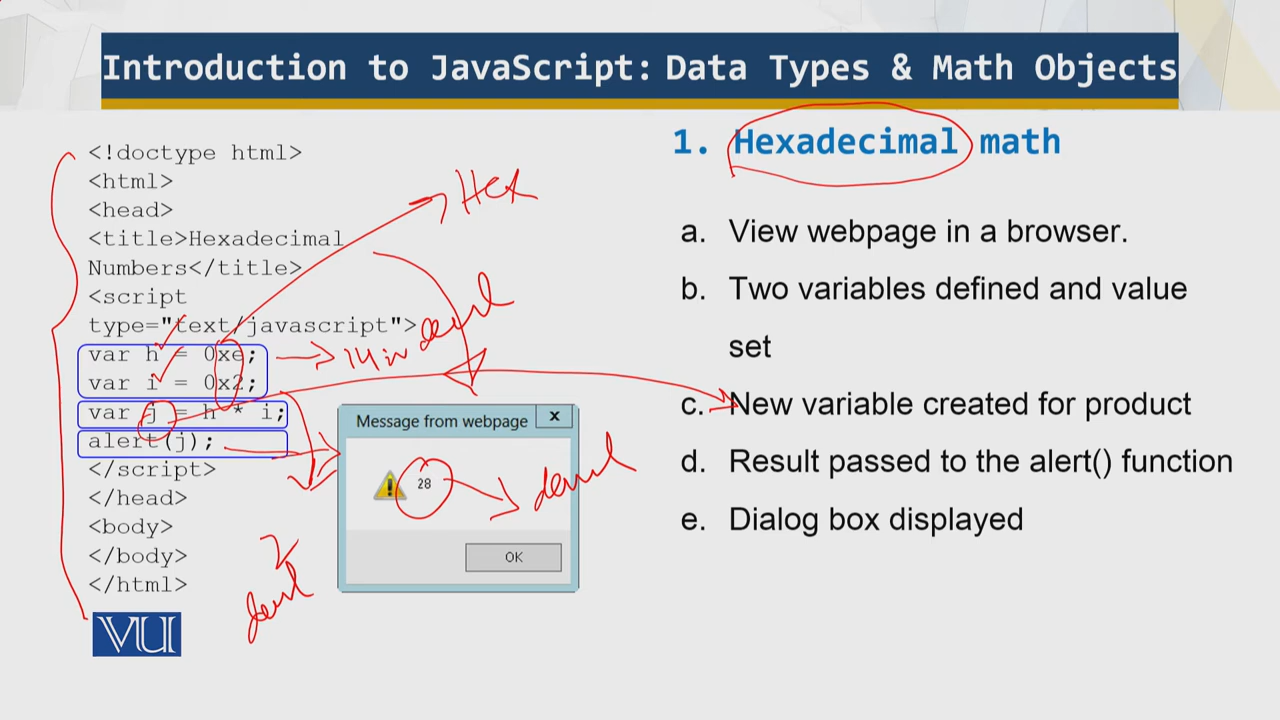 Introduction to JavaScript: Data Types & Math Objects
<!doctype html>
<html>
<head>
<title>Hexadecimal
Numbers</title>
<script
type="text/javascript">
var h = 0xe;
var i = 0x2;
var j = h * i;
alert(j);
</script>
</head>
<body>
</body>
</html>
Hex
14 in
Message from webpage
x
28
OK
2
VU
1. Hexadecimal math
a. View webpage in a browser.
b. Two variables defined and value
set
c. New variable created for product
d. Result passed to the alert() function
e. Dialog box displayed